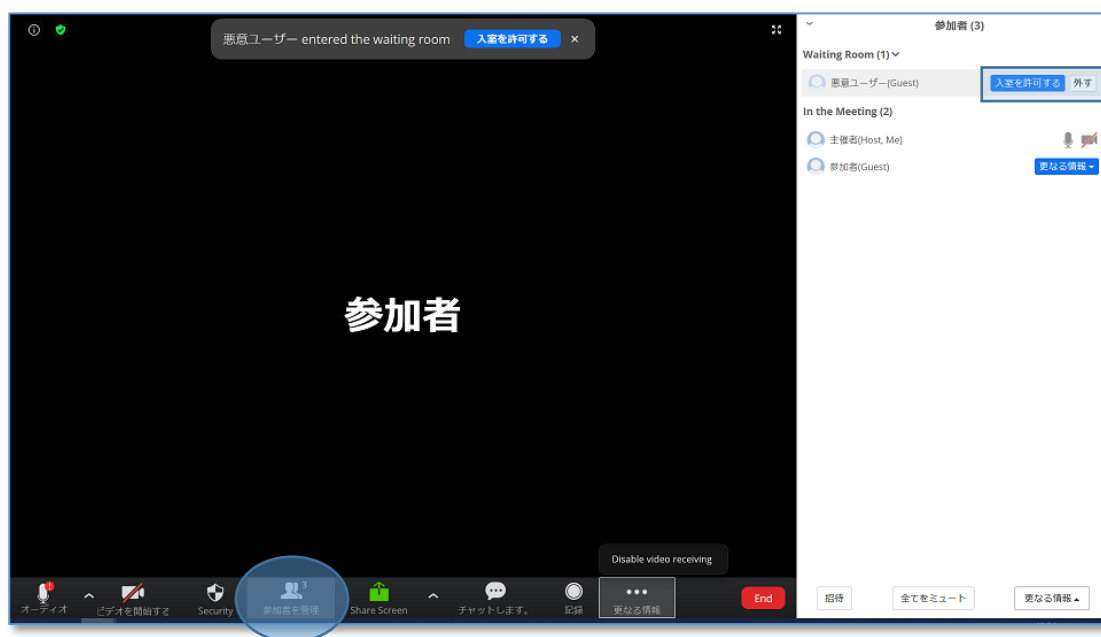 悪意ユーザー entered the waiting room 入室を許可する ×
参加者 (3)
Waiting Room (1)
悪意ユーザー(Guest) 入室を許可する 外す
In the Meeting (2)
主催者(Host, Me)
参加者(Guest) 更なる情報
参加者
Disable video receiving
オーディオ ビデオを開始する Security 参加者を管理 3 Share Screen チャットします。 記録 更なる情報 End
招待 全てをミュート 更なる情報